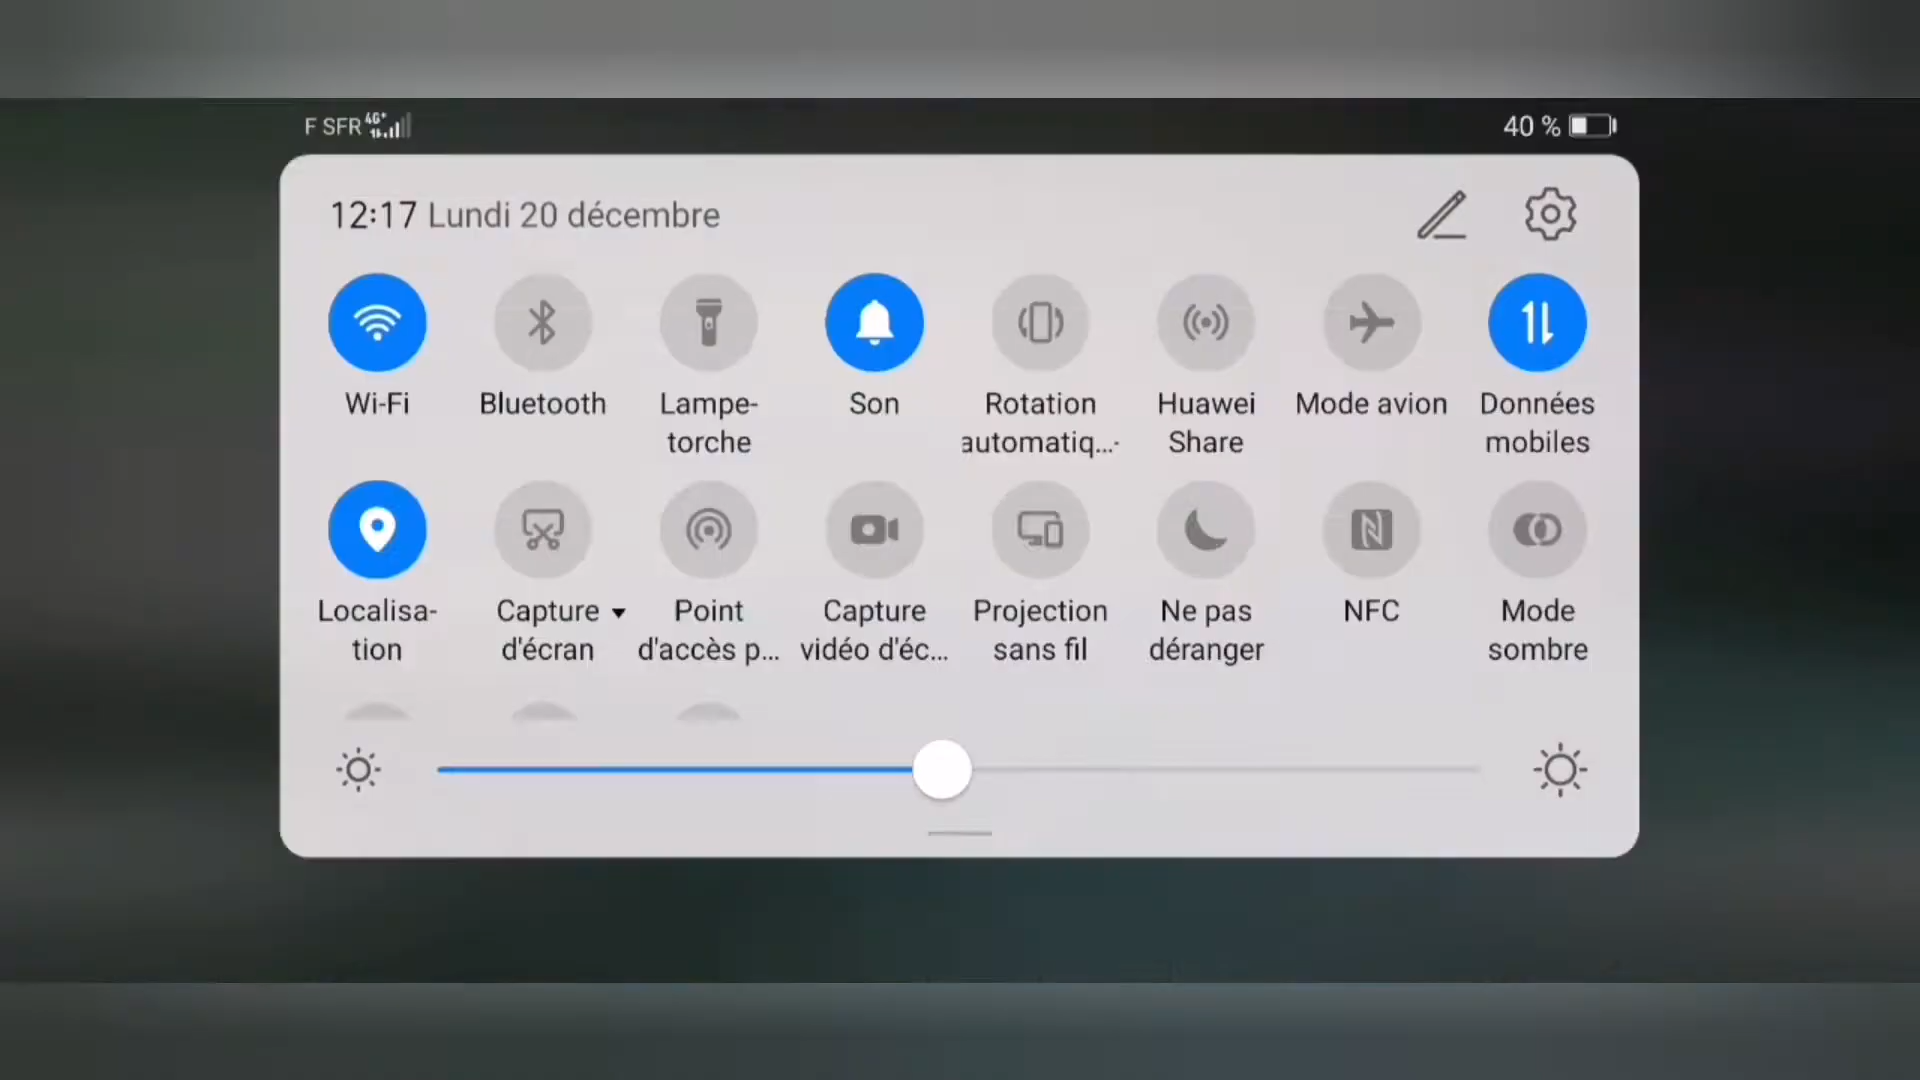 F SFR 4G+
40 %
12:17 Lundi 20 décembre
Wi-Fi
Bluetooth
Lampe-
torche
Son
Rotation
automatiq...
Huawei
Share
Mode avion
Données
mobiles
Localisa-
tion
Capture
d'écran
Point
d'accès p...
Capture
vidéo d'éc...
Projection
sans fil
Ne pas
déranger
NFC
Mode
sombre